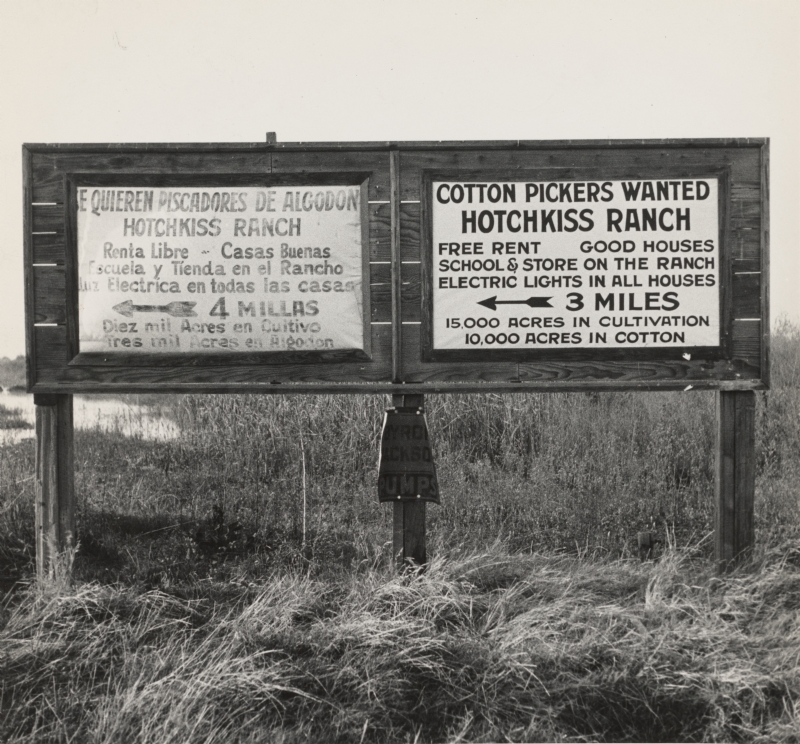 E QUIEREN PISCADORES DE ALGODON
HOTCHKISS RANCH
Renta Libre - Casas Buenas
Escuela y Tienda en el Rancho
Luz Electrica en todas las casas
4 MILLAS
Diez mil Acres en Cultivo
Tres mil Acres en Algodon
COTTON PICKERS WANTED
HOTCHKISS RANCH
FREE RENT GOOD HOUSES
SCHOOL & STORE ON THE RANCH
ELECTRIC LIGHTS IN ALL HOUSES
3 MILES
15,000 ACRES IN CULTIVATION
10,000 ACRES IN COTTON
BYRON
JACKSON
PUMPS